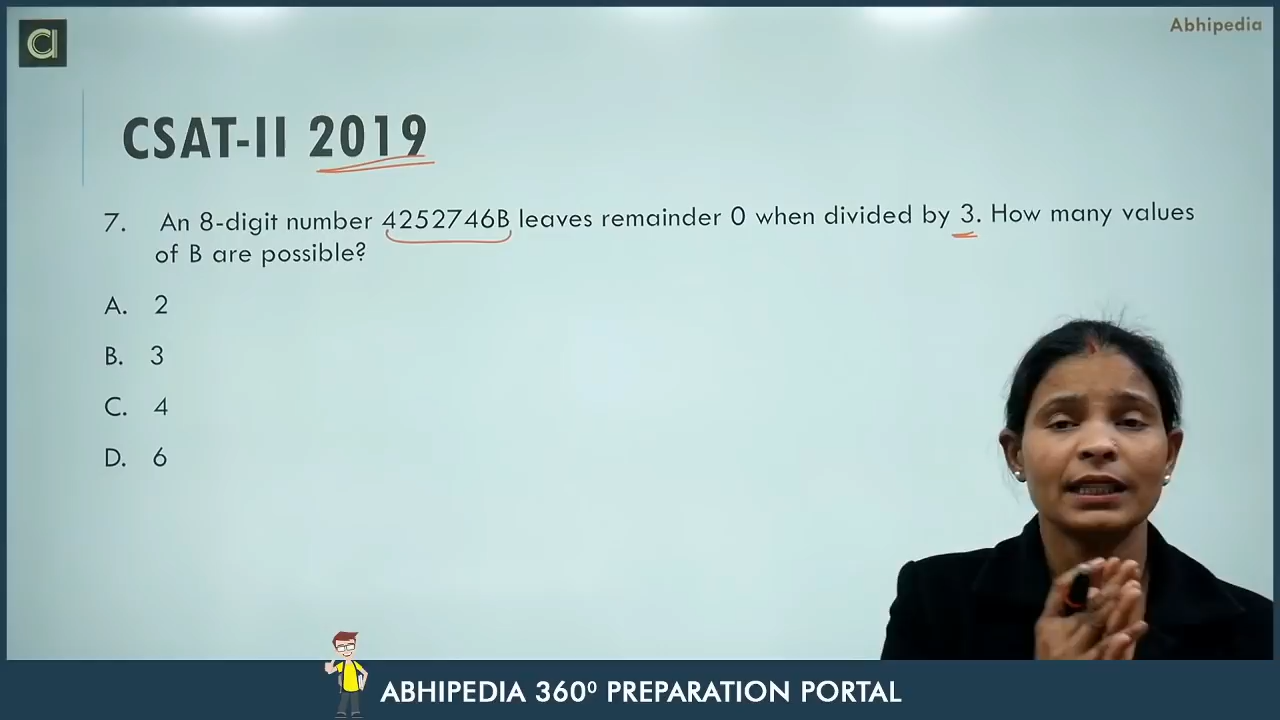 Abhipedia
CSAT-II 2019
7. An 8-digit number 4252746B leaves remainder 0 when divided by 3. How many values
of B are possible?
A. 2
B. 3
C. 4
D. 6
ABHIPEDIA 360⁰ PREPARATION PORTAL